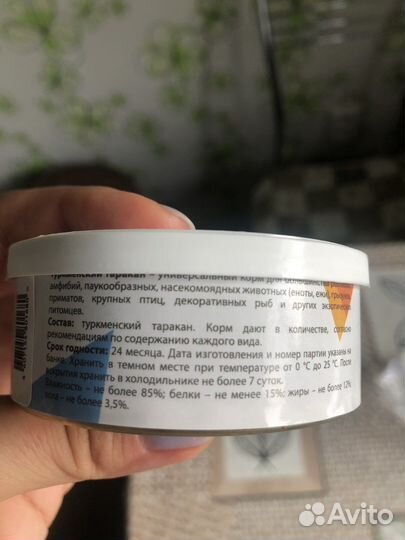 Туркменский таракан – универсальный корм для большинства
амфибий, паукообразных, насекомоядных животных (еноты, ежи), грызунов,
приматов, крупных птиц, декоративных рыб и других экзотических
питомцев.
Состав: туркменский таракан. Корм дают в количестве, согласно
рекомендациям по содержанию каждого вида.
Срок годности: 24 месяца. Дата изготовления и номер партии указаны на
банке. Хранить в темном месте при температуре от 0 °С до 25 °С. После
вскрытия хранить в холодильнике не более 7 суток.
Влажность – не более 85%; белки – не менее 15%; жиры – не более 12%;
зола – не более 3,5%.
Avito